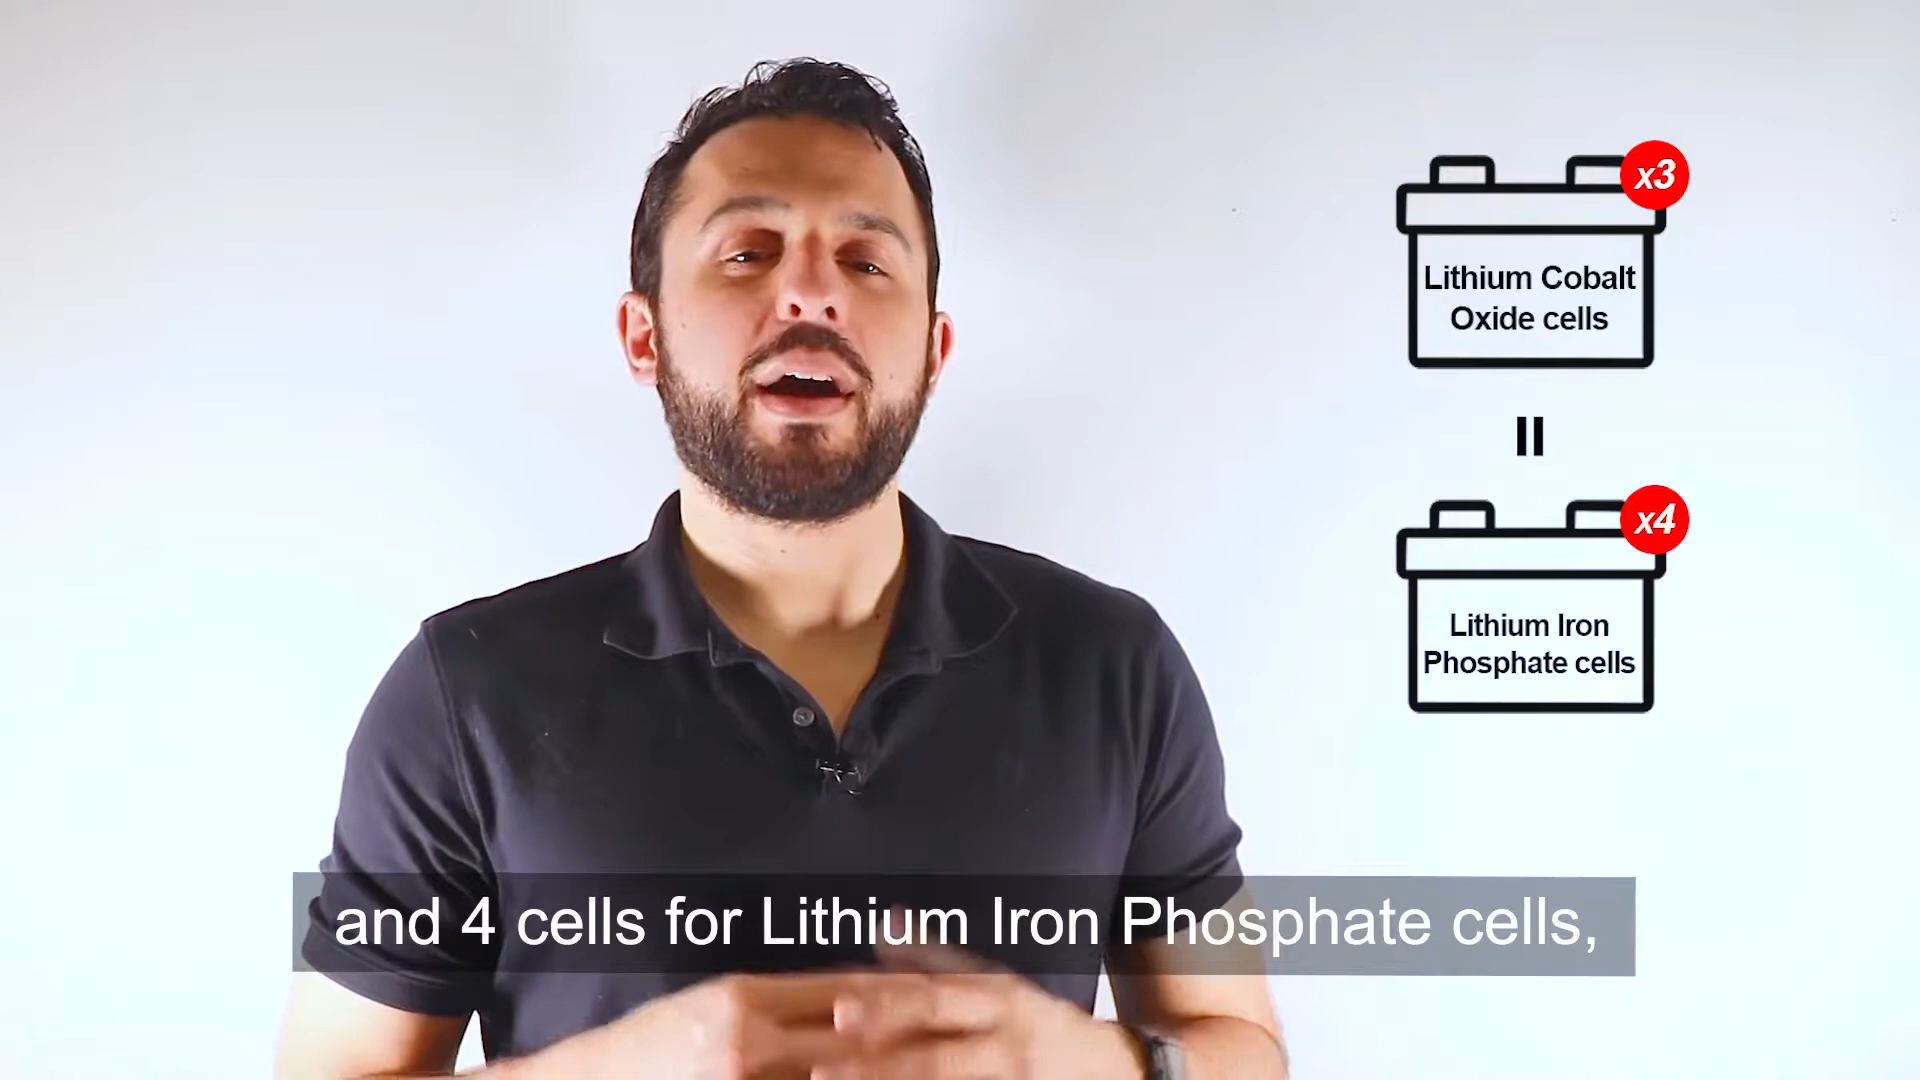 x3
Lithium Cobalt
Oxide cells
=
x4
Lithium Iron
Phosphate cells
and 4 cells for Lithium Iron Phosphate cells,